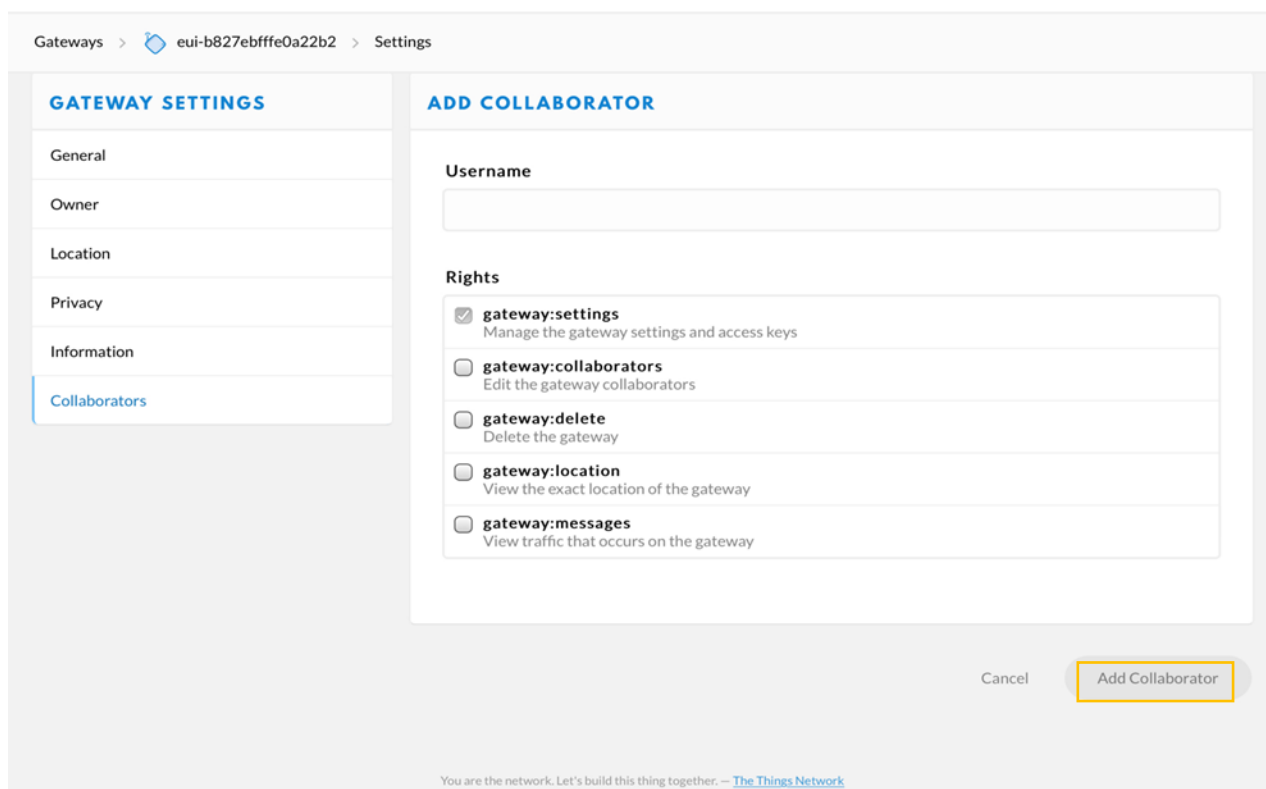 Gateways > eui-b827ebfffe0a22b2 > Settings
GATEWAY SETTINGS
General
Owner
Location
Privacy
Information
Collaborators
ADD COLLABORATOR
Username
Rights
gateway:settings
Manage the gateway settings and access keys
gateway:collaborators
Edit the gateway collaborators
gateway:delete
Delete the gateway
gateway:location
View the exact location of the gateway
gateway:messages
View traffic that occurs on the gateway
Cancel
Add Collaborator
You are the network. Let's build this thing together. — The Things Network